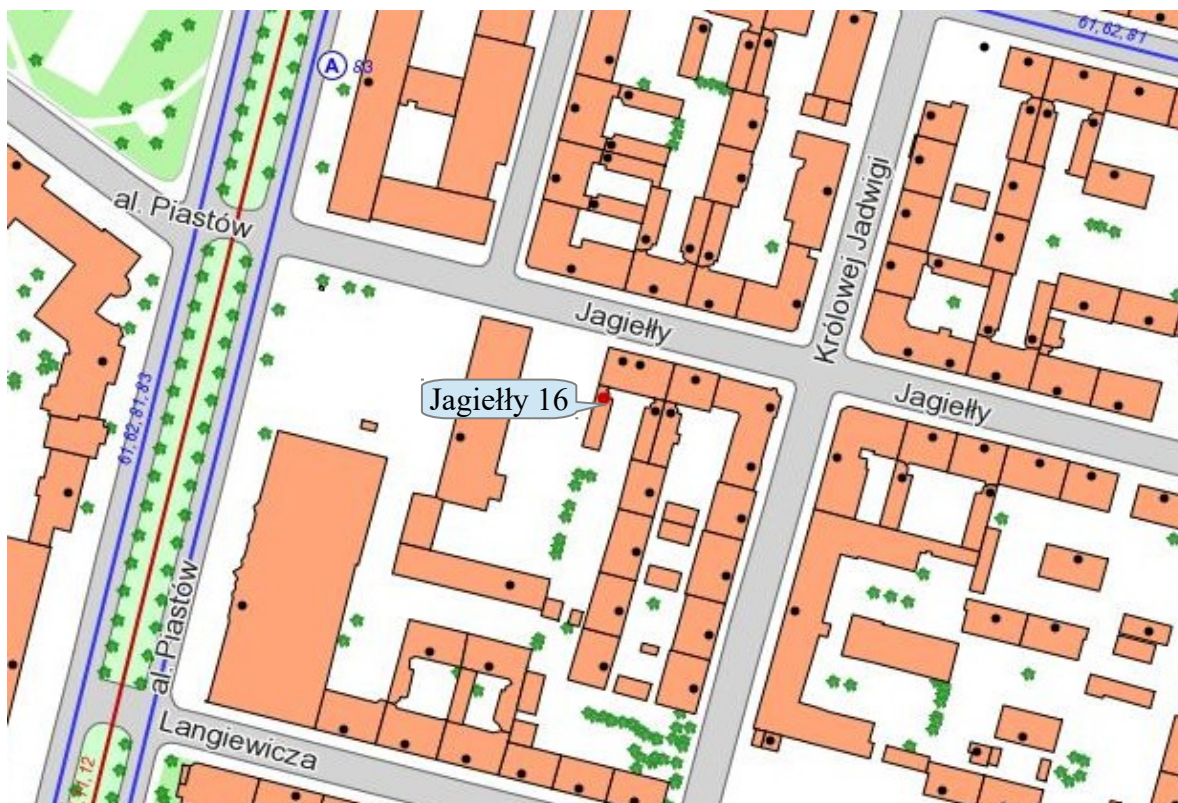 61, 62, 81
A 83
al. Piastów
Królowej Jadwigi
Jagiełły
Jagiełły 16
Jagiełły
61, 62, 81, 83
al. Piastów
Langiewicza
12